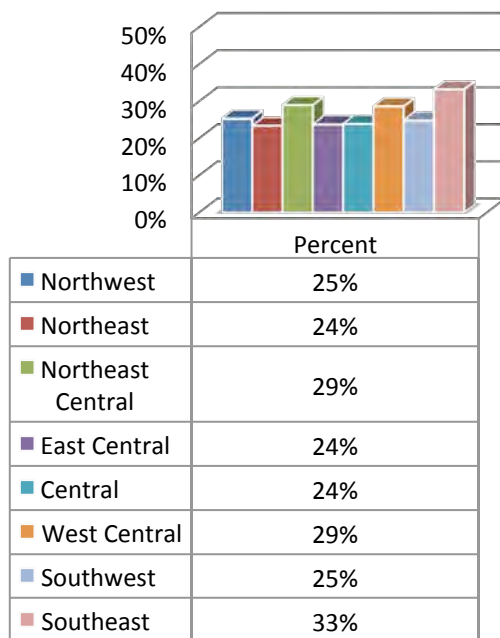 50%
40%
30%
20%
10%
0%
Percent
Northwest 25%
Northeast 24%
Northeast
Central 29%
East Central 24%
Central 24%
West Central 29%
Southwest 25%
Southeast 33%